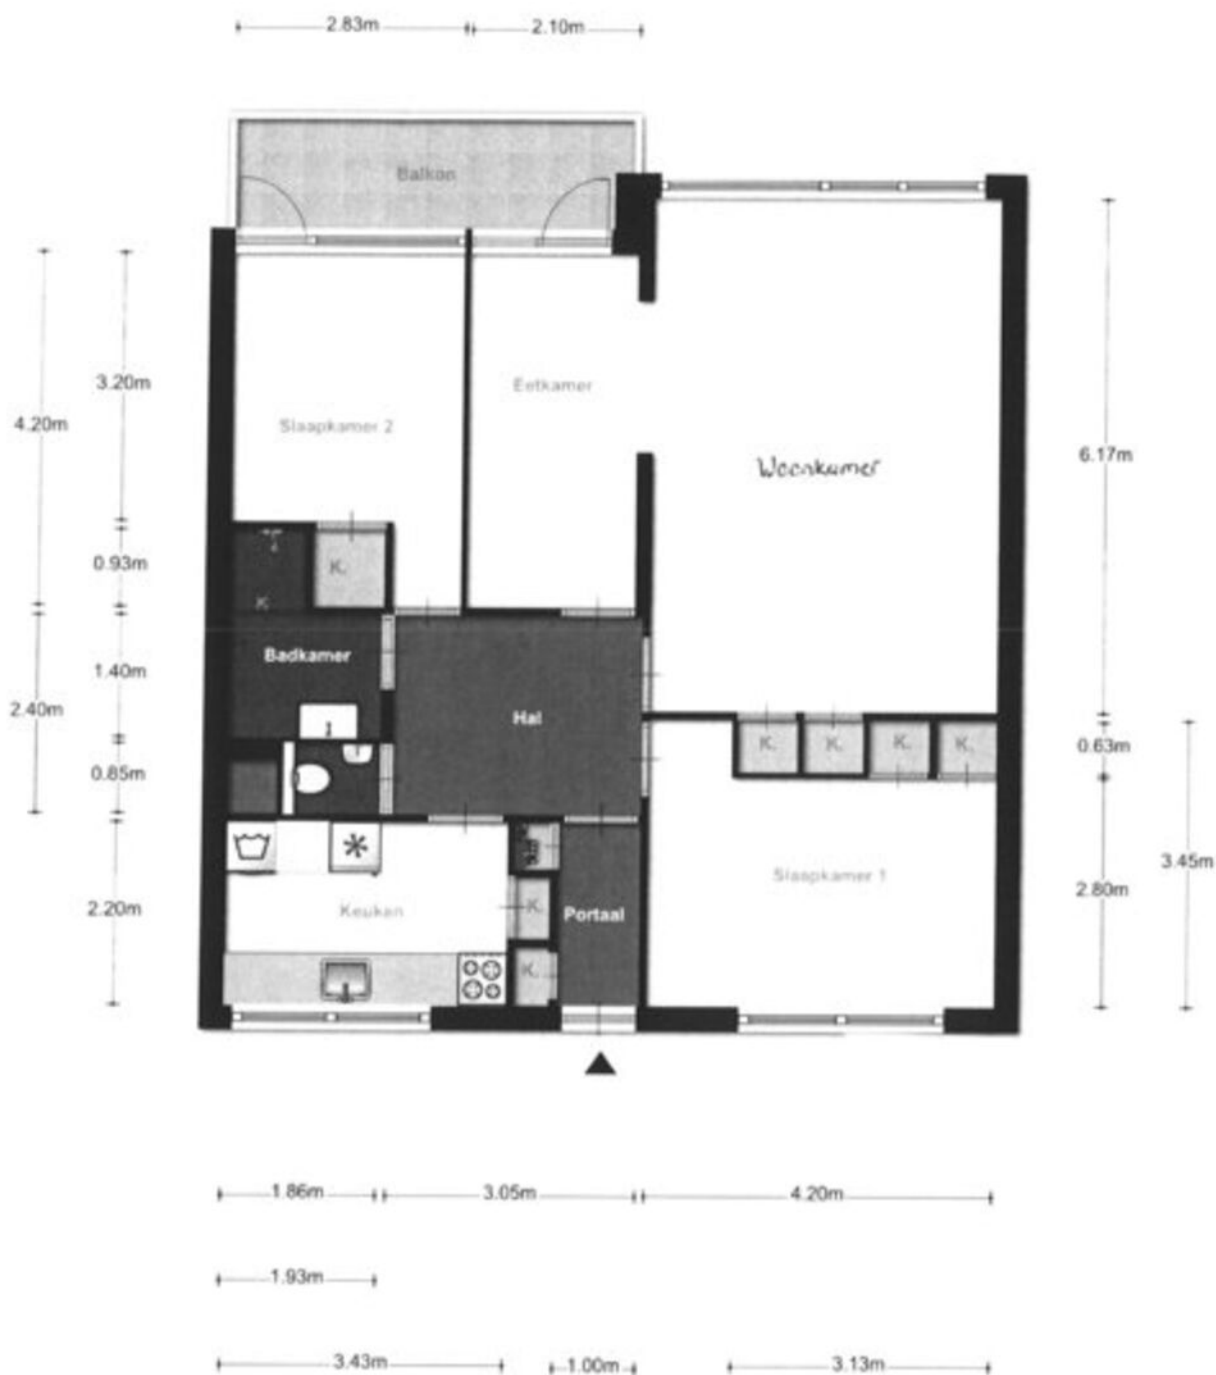 2.83m
2.10m
Balkon
3.20m
4.20m
Eetkamer
Slaapkamer 2
Woonkamer
6.17m
0.93m
K.
K.
Badkamer
1.40m
2.40m
Hal
K.
K.
K.
K.
0.63m
0.85m
3.45m
Slaapkamer 1
2.80m
2.20m
Keuken
K.
Portaal
K.
1.86m
3.05m
4.20m
1.93m
3.43m
1.00m
3.13m